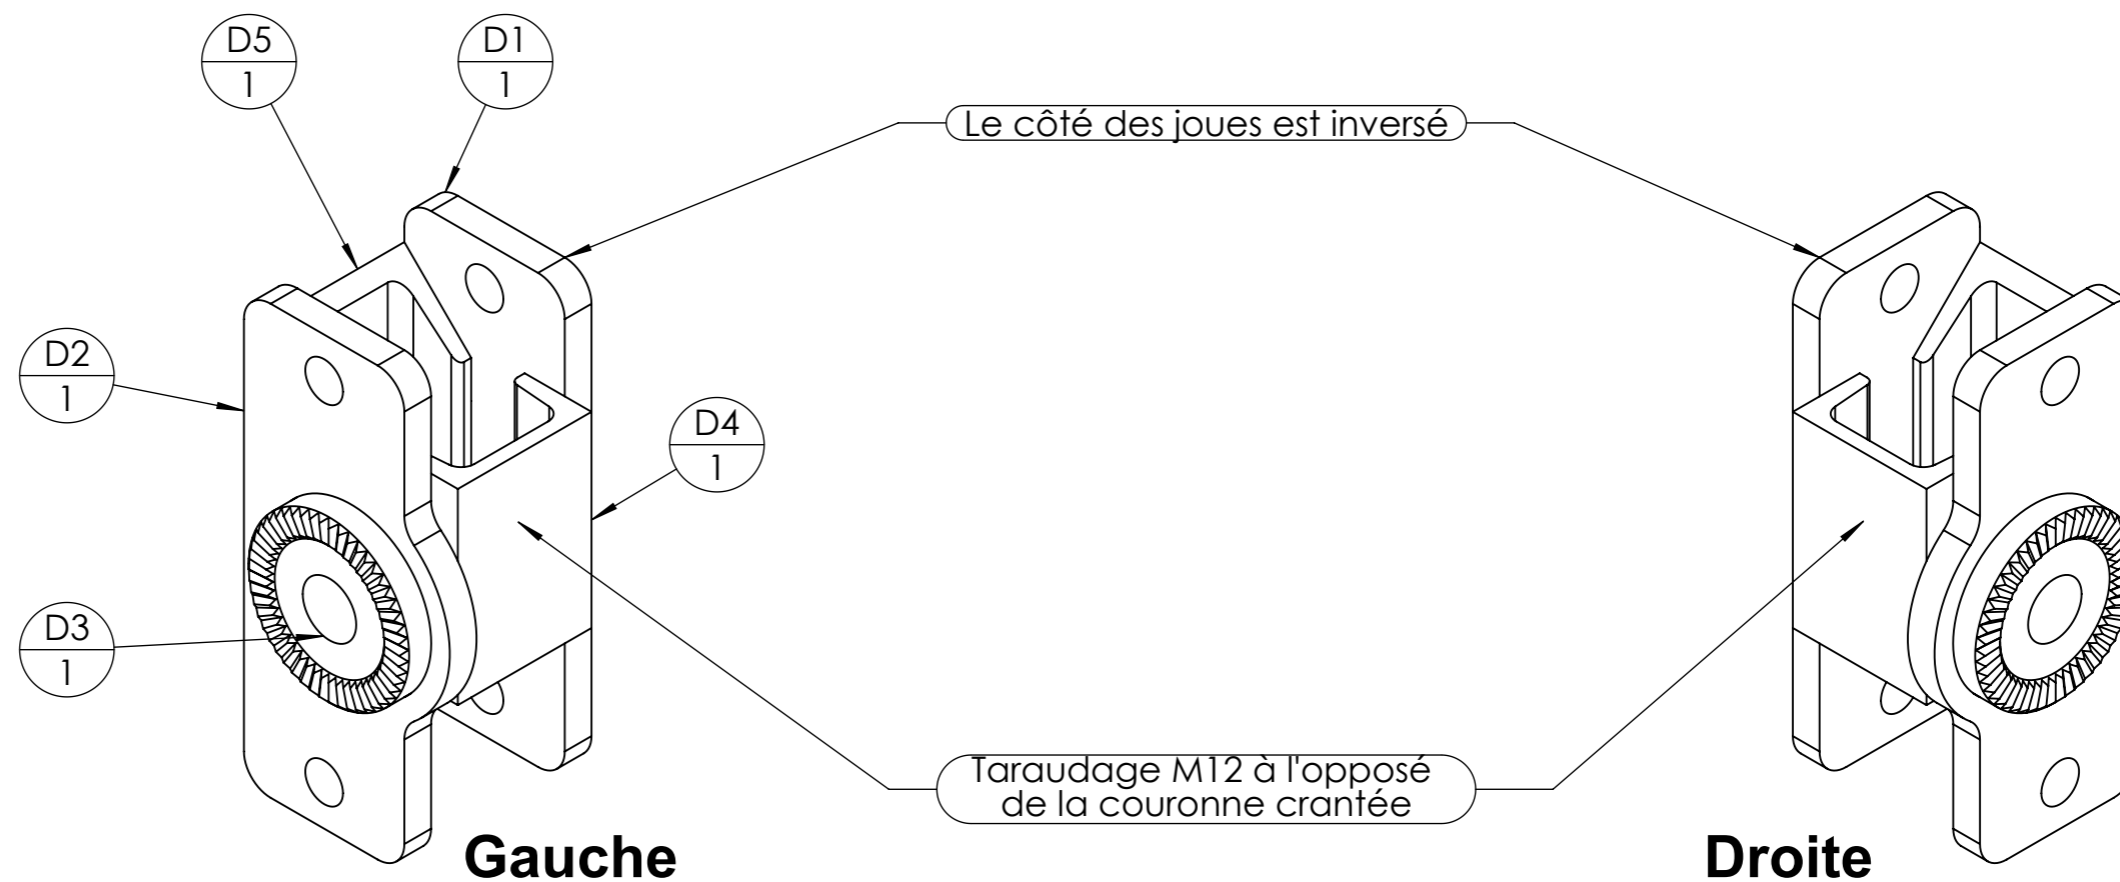 D5
1
D1
1
Le côté des joues est inversé
D2
1
D4
1
D3
1
Taraudage M12 à l'opposé
de la couronne crantée
Gauche
Droite